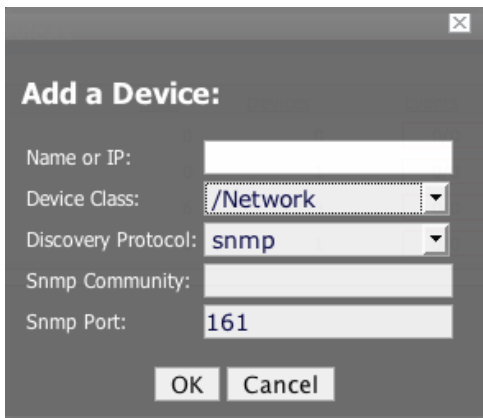 Add a Device:
Name or IP:
Device Class: /Network
Discovery Protocol: snmp
Snmp Community:
Snmp Port: 161
OK Cancel